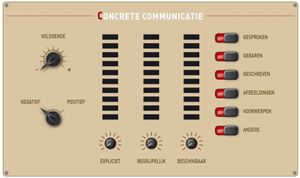 CONCRETE COMMUNICATIE
VOLDOENDE
- +
NEGATIEF POSITIEF
EXPLICIET BEGRIJPELIJK BESCHIKBAAR
OFF GESPROKEN
OFF GEBAREN
OFF GESCHREVEN
OFF AFBEELDINGEN
OFF VOORWERPEN
OFF ANDERE